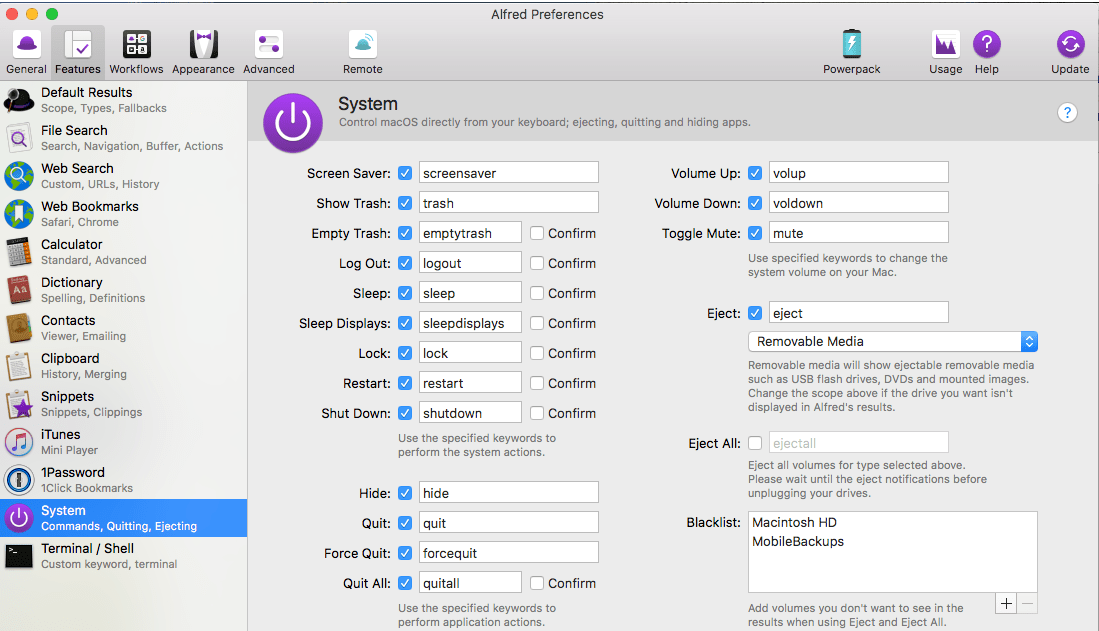 Alfred Preferences
General Features Workflows Appearance Advanced Remote Powerpack Usage Help Update
Default Results
Scope, Types, Fallbacks
File Search
Search, Navigation, Buffer, Actions
Web Search
Custom, URLs, History
Web Bookmarks
Safari, Chrome
Calculator
Standard, Advanced
Dictionary
Spelling, Definitions
Contacts
Viewer, Emailing
Clipboard
History, Merging
Snippets
Snippets, Clippings
iTunes
Mini Player
1Password
1Click Bookmarks
System
Commands, Quitting, Ejecting
Terminal / Shell
Custom keyword, terminal
System
Control macOS directly from your keyboard; ejecting, quitting and hiding apps.
?
Screen Saver: screensaver
Show Trash: trash
Empty Trash: emptytrash Confirm
Log Out: logout Confirm
Sleep: sleep Confirm
Sleep Displays: sleepdisplays Confirm
Lock: lock Confirm
Restart: restart Confirm
Shut Down: shutdown Confirm
Use the specified keywords to
perform the system actions.
Hide: hide
Quit: quit
Force Quit: forcequit
Quit All: quitall Confirm
Use the specified keywords to
perform application actions.
Volume Up: volup
Volume Down: voldown
Toggle Mute: mute
Use specified keywords to change the
system volume on your Mac.
Eject: eject
Removable Media
Removable media will show ejectable removable media
such as USB flash drives, DVDs and mounted images.
Change the scope above if the drive you want isn't
displayed in Alfred's results.
Eject All: ejectall
Eject all volumes for type selected above.
Please wait until the eject notifications before
unplugging your drives.
Blacklist: Macintosh HD
MobileBackups
Add volumes you don't want to see in the
results when using Eject and Eject All.